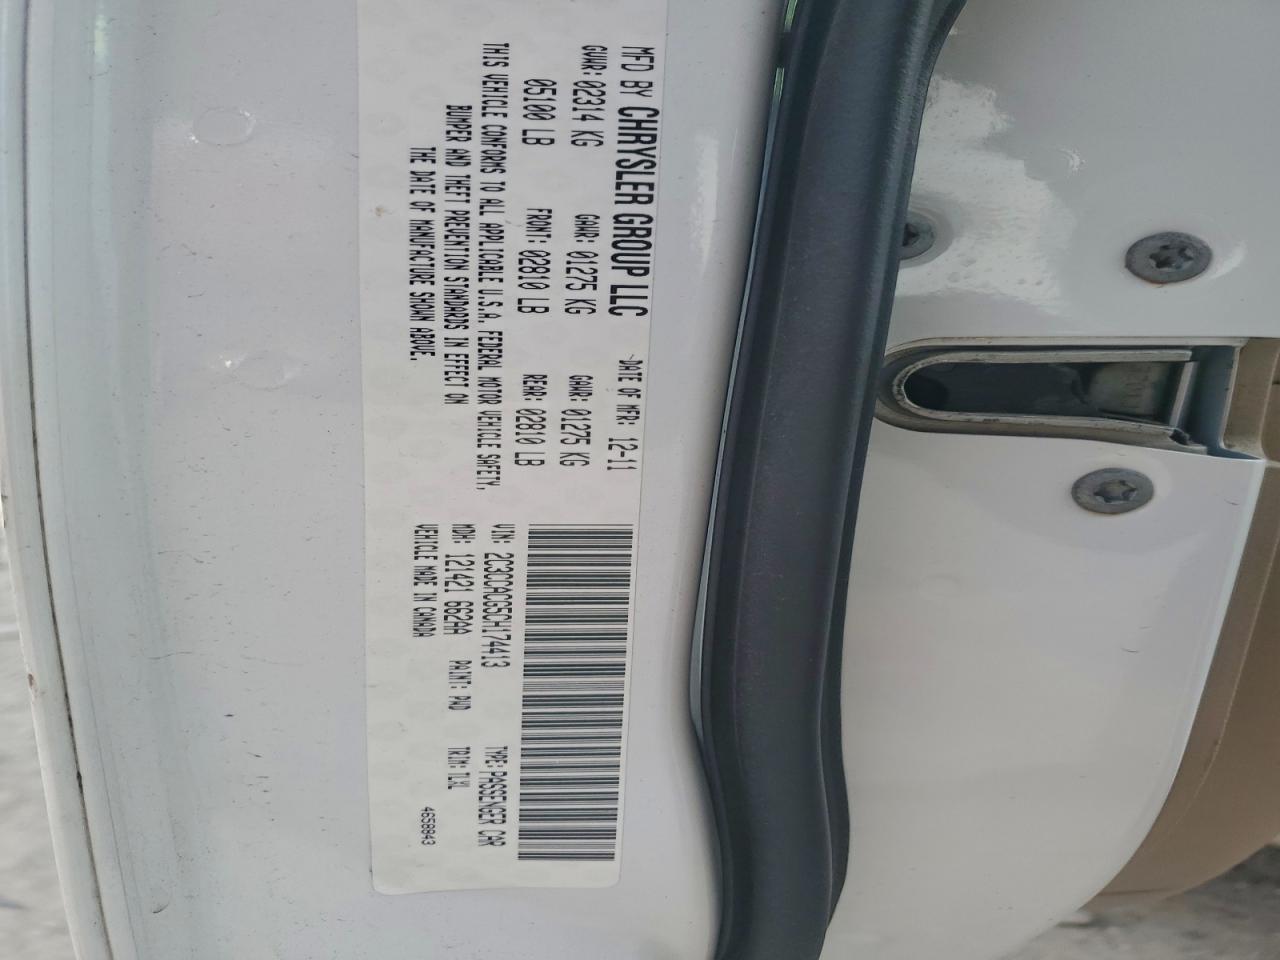 MFD BY CHRYSLER GROUP LLC DATE OF MFR: 12-11
GVWR: 02314 KG GAWR: 01275 KG GAWR: 01275 KG
05100 LB FRONT: 02810 LB REAR: 02810 LB
THIS VEHICLE CONFORMS TO ALL APPLICABLE U.S.A. FEDERAL MOTOR VEHICLE SAFETY,
BUMPER AND THEFT PREVENTION STANDARDS IN EFFECT ON
THE DATE OF MANUFACTURE SHOWN ABOVE.
VIN: 2C3CCACG5CH174413 TYPE: PASSENGER CAR
MDH: 121421 662AA PAINT: PWD TRIM: TLXL
VEHICLE MADE IN CANADA 4658843